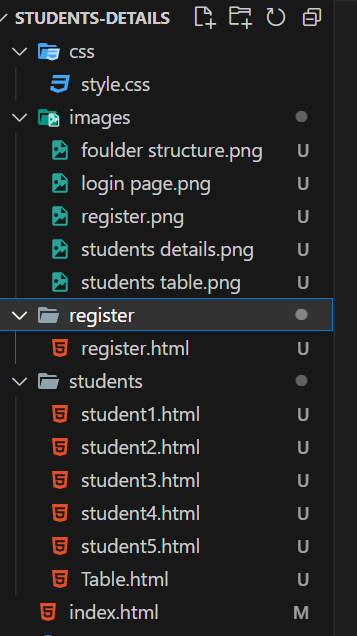 STUDENTS-DETAILS
css
style.css
images
foulder structure.png U
login page.png U
register.png U
students details.png U
students table.png U
register
register.html U
students
student1.html U
student2.html U
student3.html U
student4.html U
student5.html U
Table.html U
index.html M